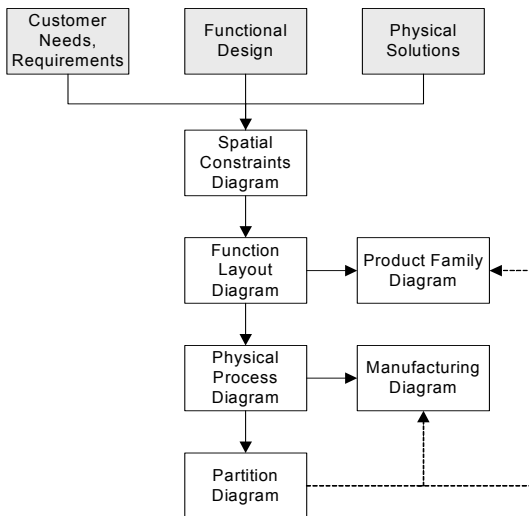 Customer
Needs,
Requirements
Functional
Design
Physical
Solutions
Spatial
Constraints
Diagram
Function
Layout
Diagram
Product Family
Diagram
Physical
Process
Diagram
Manufacturing
Diagram
Partition
Diagram